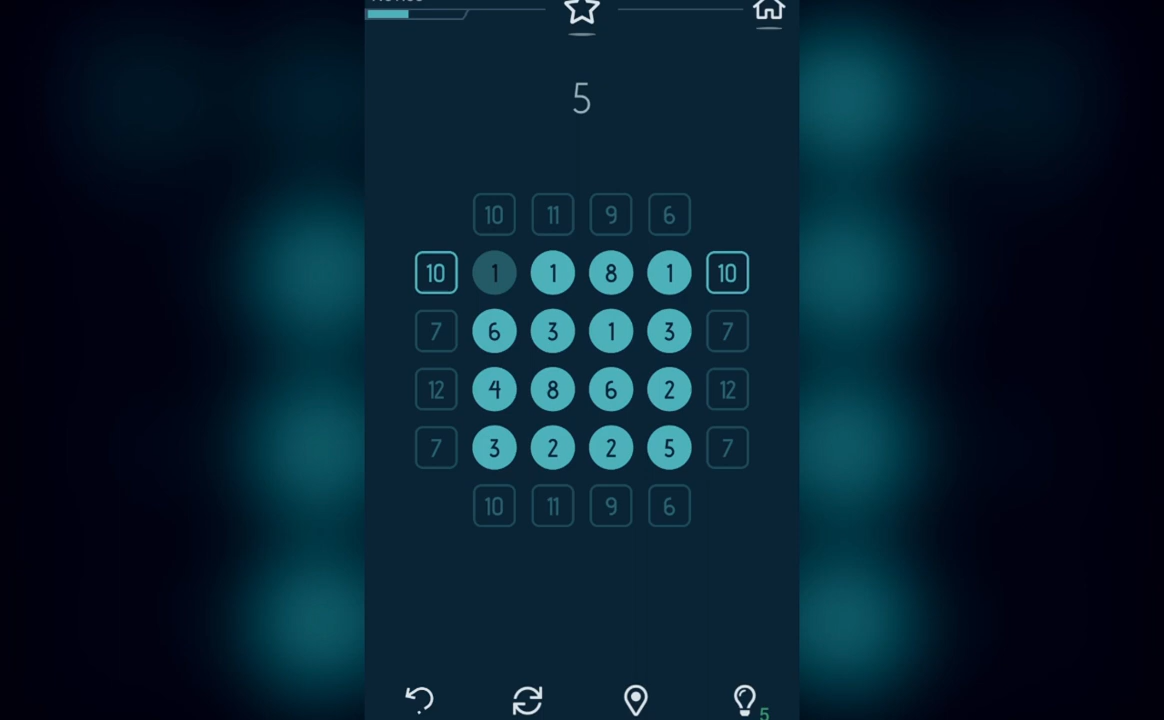 5
10 11 9 6
10 1 1 8 1 10
7 6 3 1 3 7
12 4 8 6 2 12
7 3 2 2 5 7
10 11 9 6
5